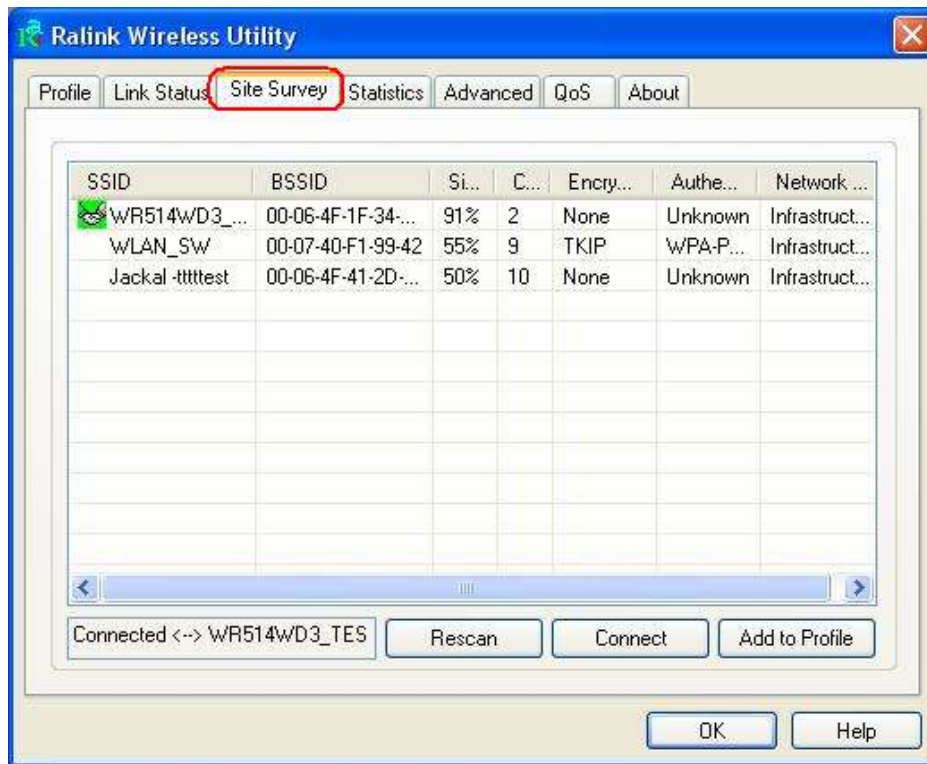 Ralink Wireless Utility
Profile Link Status Site Survey Statistics Advanced QoS About
SSID BSSID Si... C... Encry... Authe... Network ...
WR514WD3_... 00-06-4F-1F-34-... 91% 2 None Unknown Infrastruct...
WLAN_SW 00-07-40-F1-99-42 55% 9 TKIP WPA-P... Infrastruct...
Jackal -tttttest 00-06-4F-41-2D-... 50% 10 None Unknown Infrastruct...
Connected <--> WR514WD3_TES Rescan Connect Add to Profile
OK Help